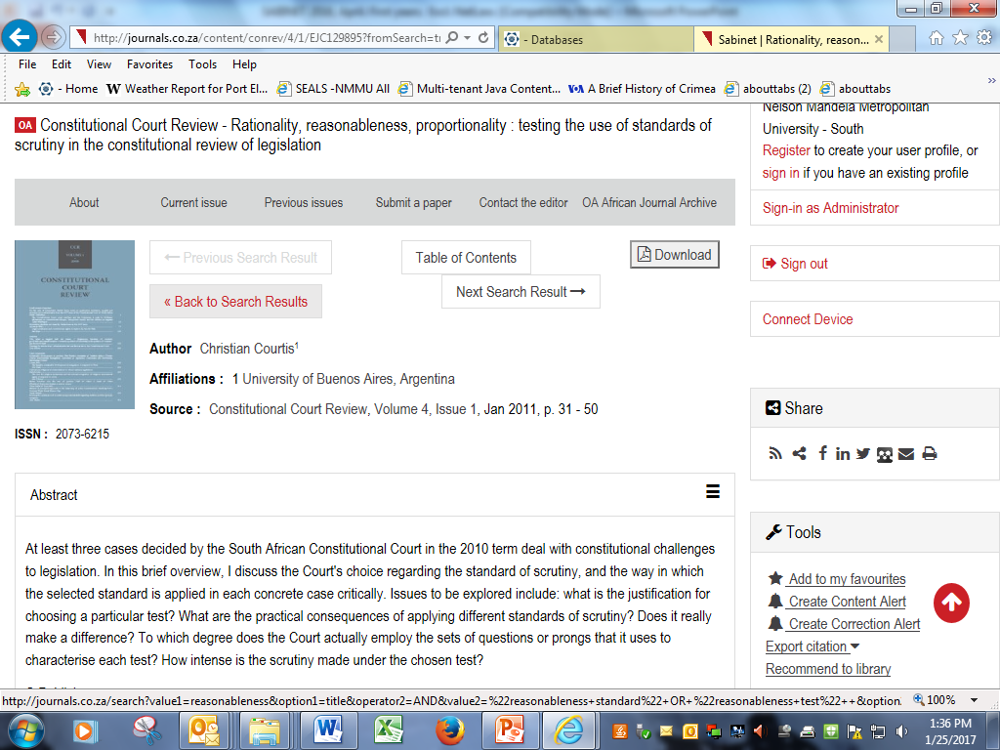 SABINET 2016, April: First years, Scot NetLaw [Compatibility Mode] - Microsoft PowerPoint
http://journals.co.za/content/conrev/4/1/EJC129895?fromSearch=tr
- Databases
Sabinet | Rationality, reason...
File Edit View Favorites Tools Help
- Home W Weather Report for Port El... SEALS -NMMU All Multi-tenant Java Content... VOA A Brief History of Crimea abouttabs (2) abouttabs »
OA Constitutional Court Review - Rationality, reasonableness, proportionality : testing the use of standards of
scrutiny in the constitutional review of legislation
About Current issue Previous issues Submit a paper Contact the editor OA African Journal Archive
CONSTITUTIONAL
COURT
REVIEW
← Previous Search Result
Table of Contents
Download
Next Search Result →
« Back to Search Results
Author Christian Courtis¹
Affiliations : 1 University of Buenos Aires, Argentina
Source : Constitutional Court Review, Volume 4, Issue 1, Jan 2011, p. 31 - 50
ISSN : 2073-6215
Abstract
At least three cases decided by the South African Constitutional Court in the 2010 term deal with constitutional challenges
to legislation. In this brief overview, I discuss the Court's choice regarding the standard of scrutiny, and the way in which
the selected standard is applied in each concrete case critically. Issues to be explored include: what is the justification for
choosing a particular test? What are the practical consequences of applying different standards of scrutiny? Does it really
make a difference? To which degree does the Court actually employ the sets of questions or prongs that it uses to
characterise each test? How intense is the scrutiny made under the chosen test?
Nelson Mandela Metropolitan
University - South
Register to create your user profile, or
sign in if you have an existing profile
Sign-in as Administrator
Sign out
Connect Device
Share
Tools
Add to my favourites
Create Content Alert
Create Correction Alert
Export citation
Recommend to library
http://journals.co.za/search?value1=reasonableness&option1=title&operator2=AND&value2=%22reasonableness+standard%22+OR+%22reasonableness+test%22++&option.
100%
1:36 PM
1/25/2017